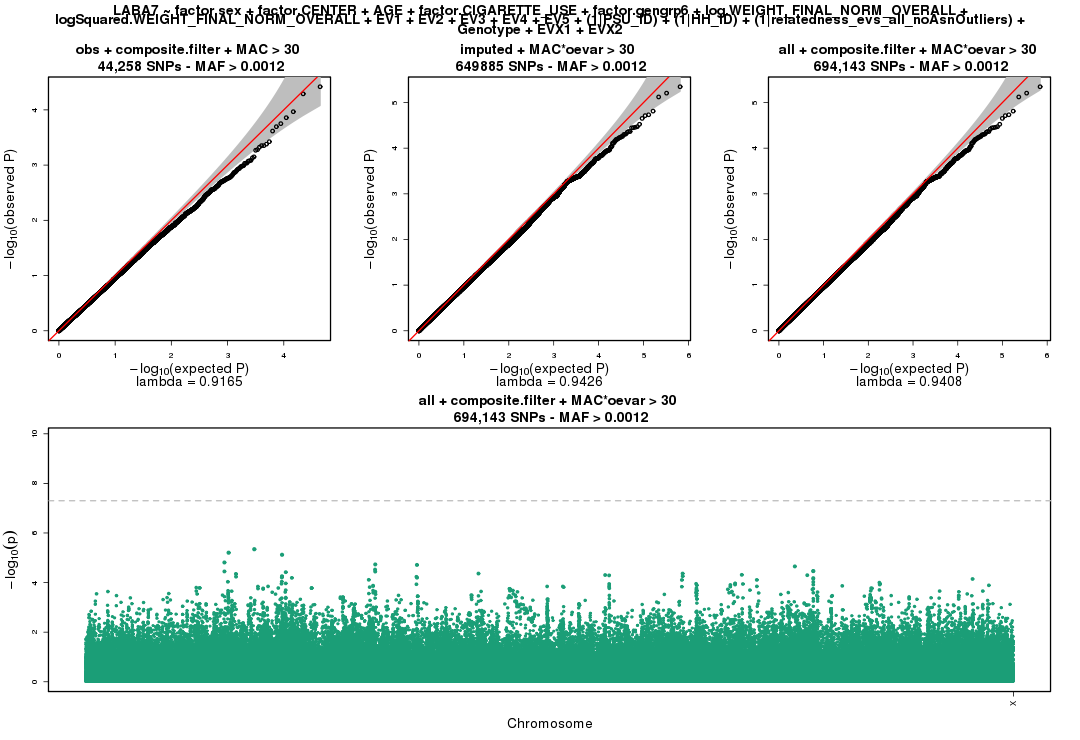 LABA7 ~ factor.sex + factor.CENTER + AGE + factor.CIGARETTE_USE + factor.gengrp6 + log.WEIGHT_FINAL_NORM_OVERALL +
logSquared.WEIGHT_FINAL_NORM_OVERALL + EV1 + EV2 + EV3 + EV4 + EV5 + (1|PSU_ID) + (1|HH_ID) + (1|relatedness_evs_all_noAsnOutliers) +
Genotype + EVX1 + EVX2
obs + composite.filter + MAC > 30
44,258 SNPs - MAF > 0.0012
−log10(observed P)
0 1 2 3 4
0 1 2 3 4
−log10(expected P)
lambda = 0.9165
imputed + MAC*oevar > 30
649885 SNPs - MAF > 0.0012
−log10(observed P)
0 1 2 3 4 5
0 1 2 3 4 5 6
−log10(expected P)
lambda = 0.9426
all + composite.filter + MAC*oevar > 30
694,143 SNPs - MAF > 0.0012
−log10(observed P)
0 1 2 3 4 5
0 1 2 3 4 5 6
−log10(expected P)
lambda = 0.9408
all + composite.filter + MAC*oevar > 30
694,143 SNPs - MAF > 0.0012
−log10(p)
0 2 4 6 8 10
X
Chromosome